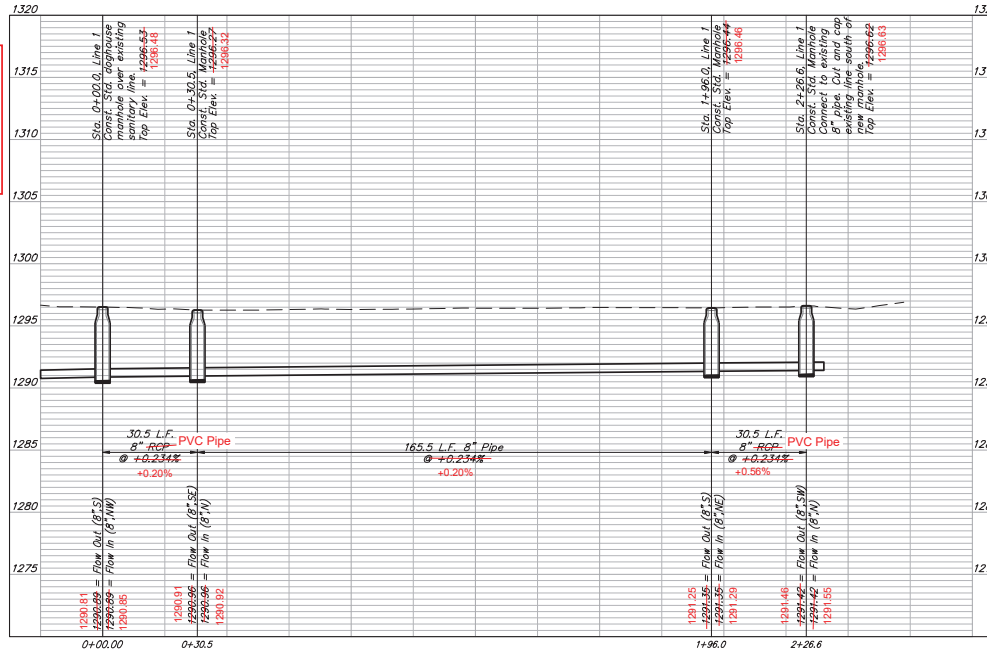 1320
1315
1310
1305
1300
1295
1290
1285
1280
1275
Sta. 0+00.0, Line 1
Const. Std. doghouse
manhole over existing
sanitary line.
Top Elev. = 1296.53
1296.48
Sta. 0+30.5, Line 1
Const. Std. Manhole
Top Elev. = 1296.27
1296.32
Sta. 1+96.0, Line 1
Const. Std. Manhole
Top Elev. = 1296.44
1296.46
Sta. 2+26.6, Line 1
Const. Std. Manhole
Connect to existing
8" pipe. Cut and cap
existing line south of
new manhole.
Top Elev. = 1296.62
1296.63
30.5 L.F.
8" RCP PVC Pipe
@ +0.234%
+0.20%
165.5 L.F. 8" Pipe
@ +0.234%
+0.20%
30.5 L.F.
8" RCP PVC Pipe
@ +0.234%
+0.56%
1290.81
1290.89 = Flow Out (8",S)
1290.89 = Flow In (8",NW)
1290.85
1290.91
1290.96 = Flow Out (8",SE)
1290.96 = Flow In (8",N)
1290.92
1291.25
1291.35 = Flow Out (8",S)
1291.35 = Flow In (8",NE)
1291.29
1291.46
1291.42 = Flow Out (8",SW)
1291.42 = Flow In (8",N)
1291.55
0+00.00
0+30.5
1+96.0
2+26.6